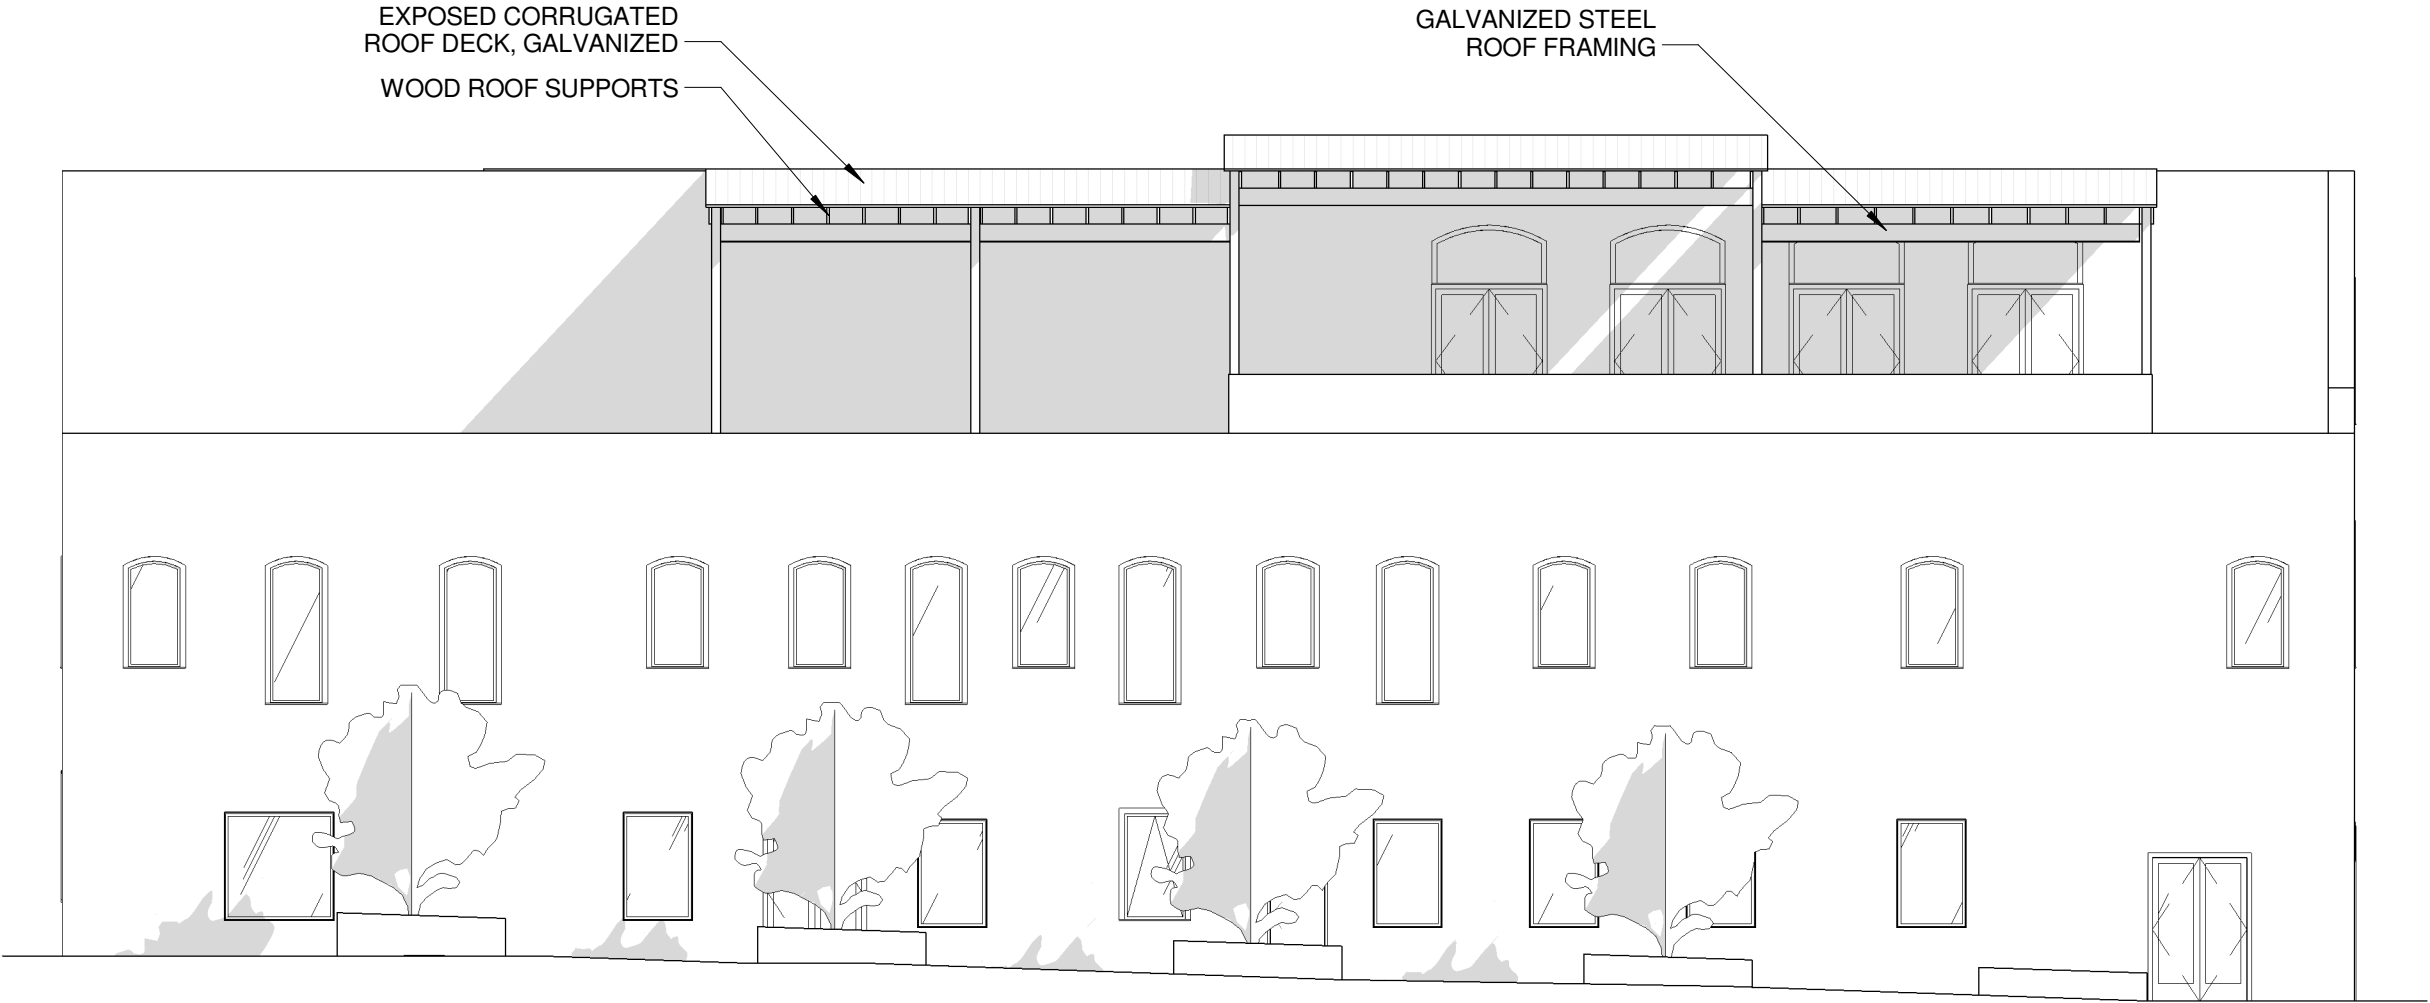 EXPOSED CORRUGATED
ROOF DECK, GALVANIZED
WOOD ROOF SUPPORTS
GALVANIZED STEEL
ROOF FRAMING